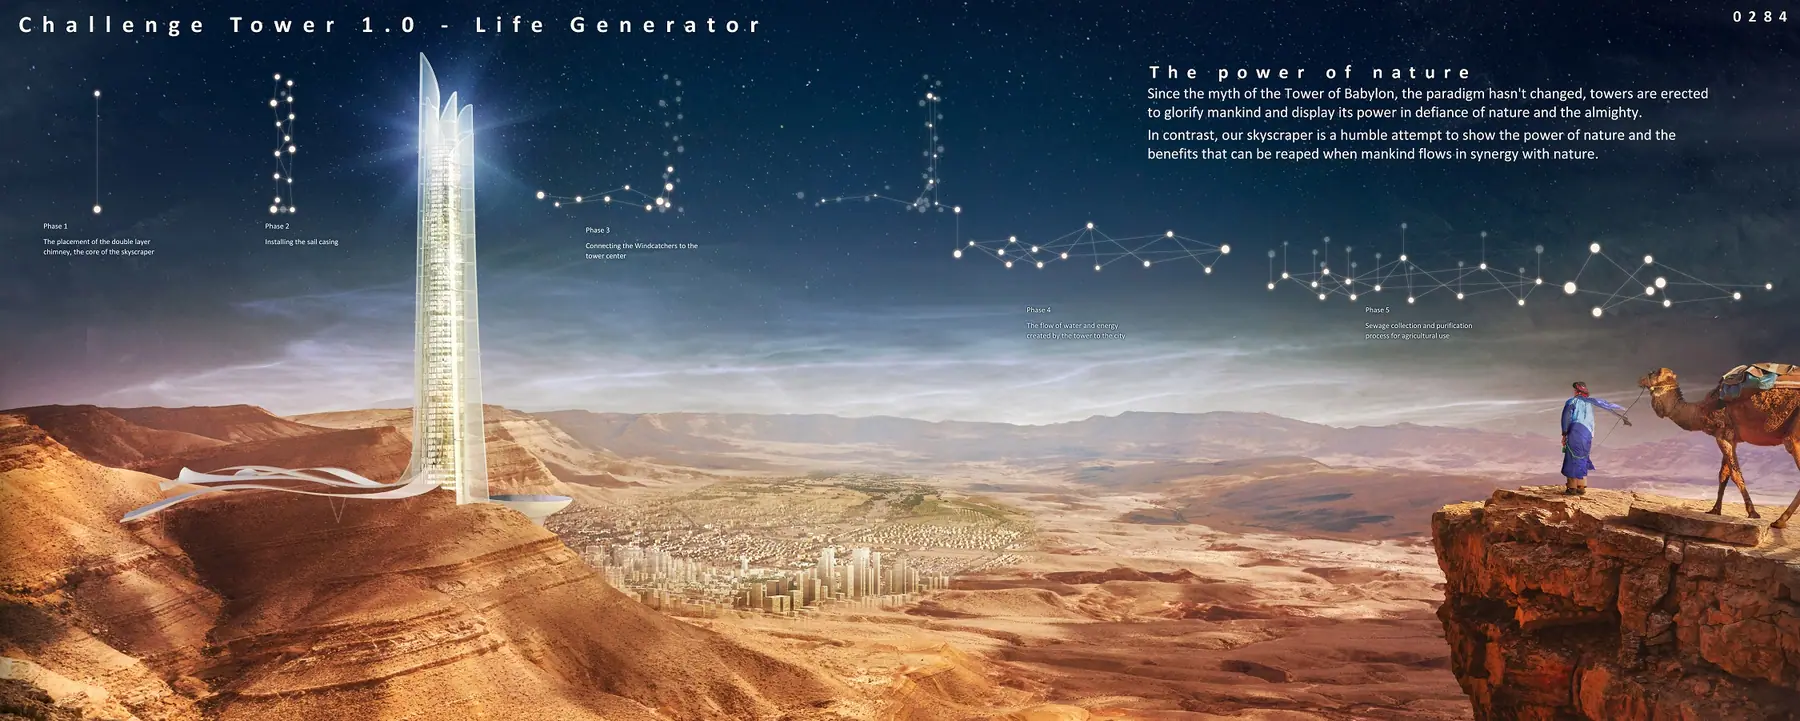 Challenge Tower 1.0 - Life Generator
0284
The power of nature
Since the myth of the Tower of Babylon, the paradigm hasn't changed, towers are erected
to glorify mankind and display its power in defiance of nature and the almighty.
In contrast, our skyscraper is a humble attempt to show the power of nature and the
benefits that can be reaped when mankind flows in synergy with nature.
Phase 1
The placement of the double layer
chimney, the core of the skyscraper
Phase 2
Installing the sail casing
Phase 3
Connecting the Windcatchers to the
tower center
Phase 4
The flow of water and energy
created by the tower to the city
Phase 5
Sewage collection and purification
process for agricultural use